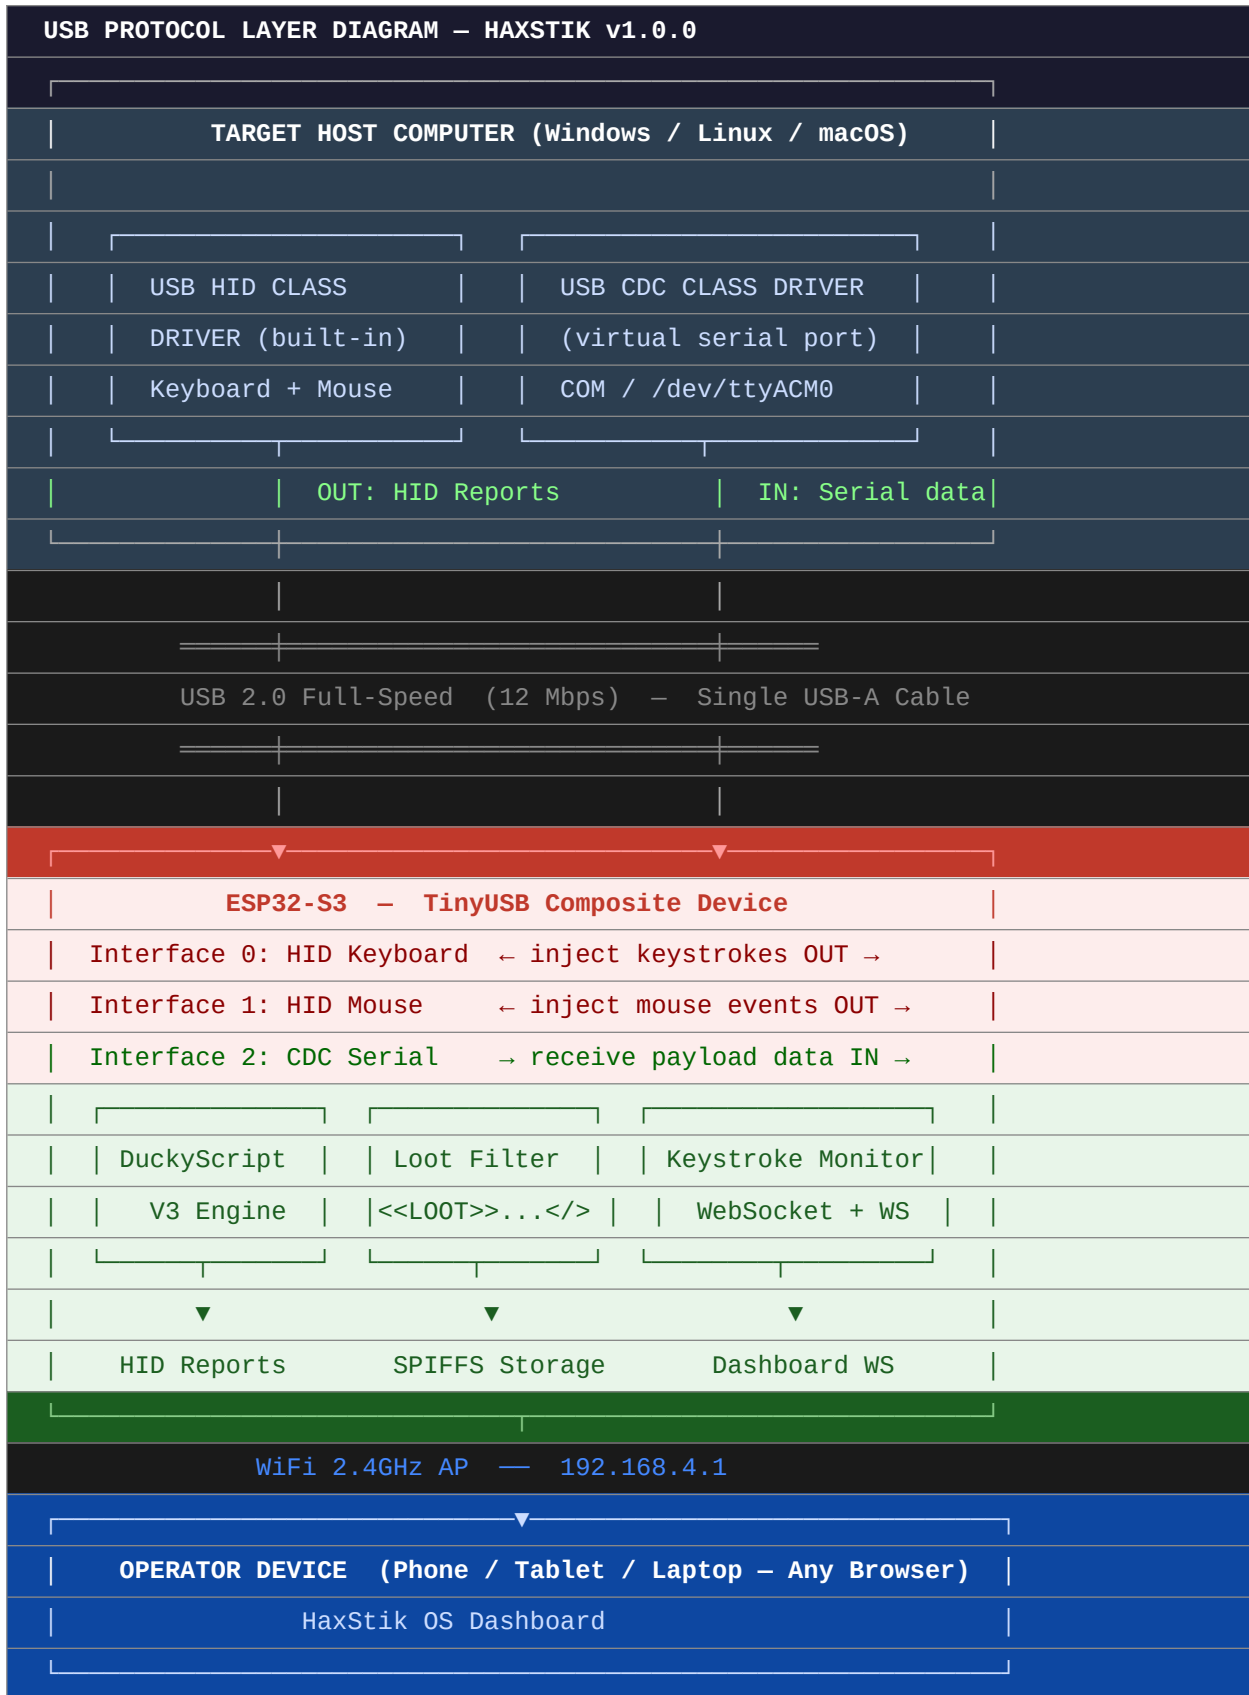 USB PROTOCOL LAYER DIAGRAM — HAXSTIK v1.0.0
TARGET HOST COMPUTER (Windows / Linux / macOS)
USB HID CLASS USB CDC CLASS DRIVER
DRIVER (built-in) (virtual serial port)
Keyboard + Mouse COM / /dev/ttyACM0
OUT: HID Reports IN: Serial data
USB 2.0 Full-Speed (12 Mbps) — Single USB-A Cable
ESP32-S3 — TinyUSB Composite Device
Interface 0: HID Keyboard ← inject keystrokes OUT →
Interface 1: HID Mouse ← inject mouse events OUT →
Interface 2: CDC Serial → receive payload data IN →
DuckyScript Loot Filter Keystroke Monitor
V3 Engine <<LOOT>>...</> WebSocket + WS
▼ ▼ ▼
HID Reports SPIFFS Storage Dashboard WS
WiFi 2.4GHz AP —— 192.168.4.1
OPERATOR DEVICE (Phone / Tablet / Laptop — Any Browser)
HaxStik OS Dashboard